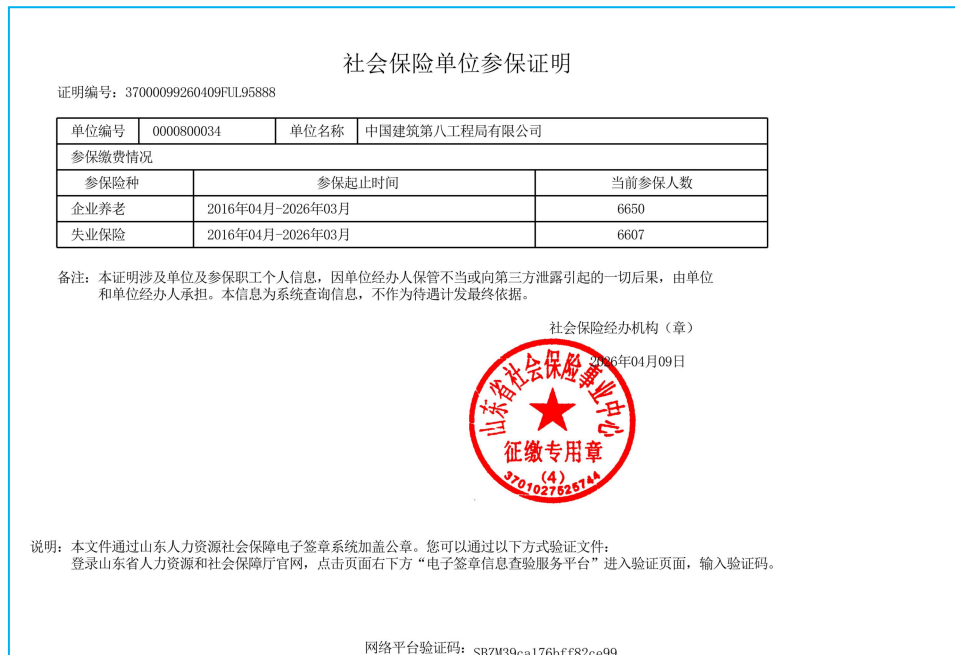 社会保险单位参保证明
证明编号：37000099260409FUL95888
单位编号 0000800034 单位名称 中国建筑第八工程局有限公司
参保缴费情况
参保险种 参保起止时间 当前参保人数
企业养老 2016年04月-2026年03月 6650
失业保险 2016年04月-2026年03月 6607
备注：本证明涉及单位及参保职工个人信息，因单位经办人保管不当或向第三方泄露引起的一切后果，由单位
和单位经办人承担。本信息为系统查询信息，不作为待遇计发最终依据。
社会保险经办机构（章）
2026年04月09日
山东省社会保险事业中心
征缴专用章
(4)
3701027525744
说明：本文件通过山东人力资源社会保障电子签章系统加盖公章。您可以通过以下方式验证文件：
登录山东省人力资源和社会保障厅官网，点击页面右下方“电子签章信息查验服务平台”进入验证页面，输入验证码。
网络平台验证码：SBZM39ca176bff82ce99